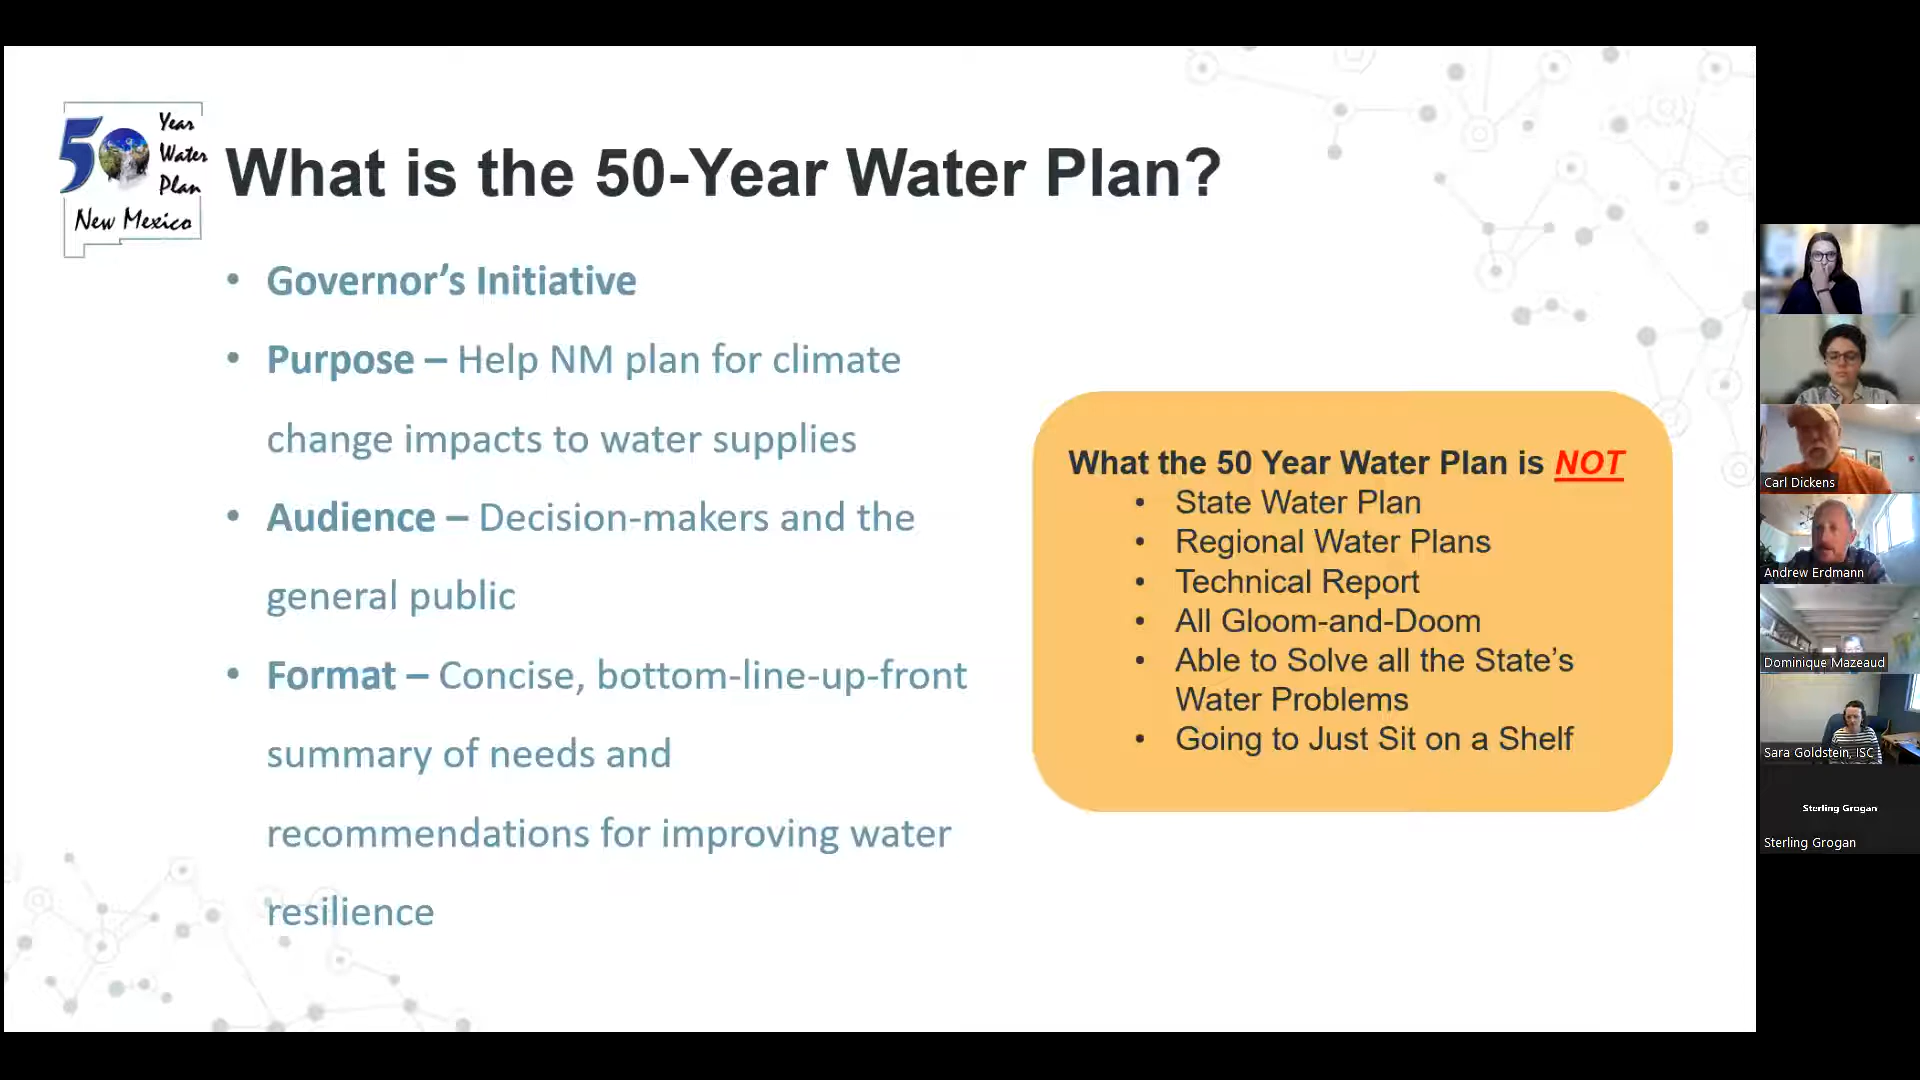 50 Year
Water
Plan
New Mexico
What is the 50-Year Water Plan?
• Governor's Initiative
• Purpose – Help NM plan for climate
change impacts to water supplies
• Audience – Decision-makers and the
general public
• Format – Concise, bottom-line-up-front
summary of needs and
recommendations for improving water
resilience
What the 50 Year Water Plan is NOT
• State Water Plan
• Regional Water Plans
• Technical Report
• All Gloom-and-Doom
• Able to Solve all the State's
Water Problems
• Going to Just Sit on a Shelf
Carl Dickens
Andrew Erdmann
Dominique Mazeaud
Sara Goldstein, ISC
Sterling Grogan
Sterling Grogan